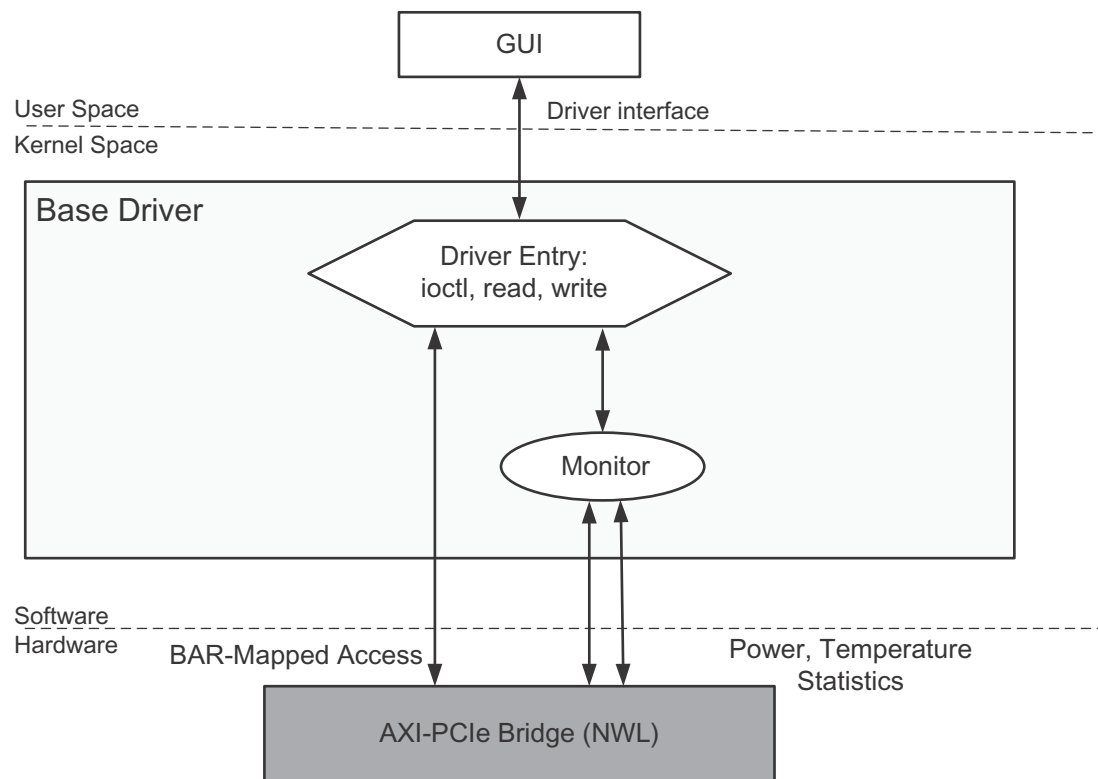 GUI
User Space
Driver interface
Kernel Space
Base Driver
Driver Entry:
ioctl, read, write
Monitor
Software
Hardware
BAR-Mapped Access
Power, Temperature
Statistics
AXI-PCIe Bridge (NWL)